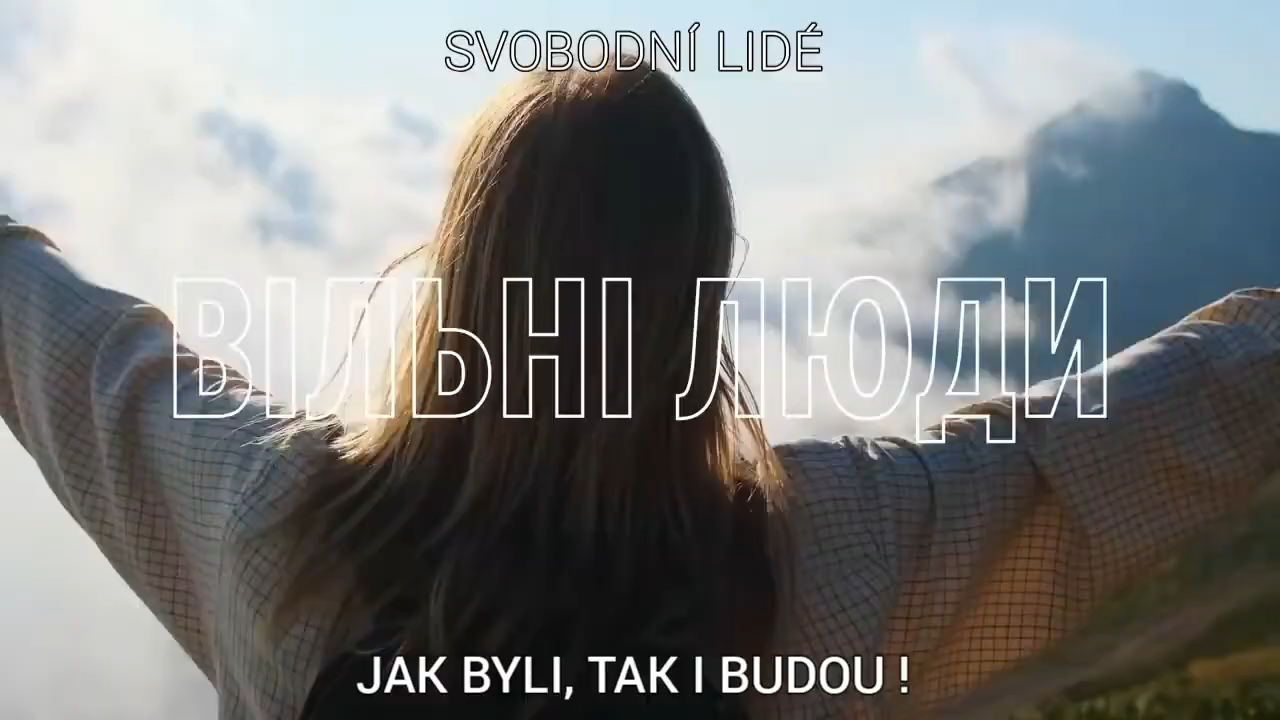 SVOBODNÍ LIDÉ
ВІЛЬНІ ЛЮДИ
JAK BYLI, TAK I BUDOU !